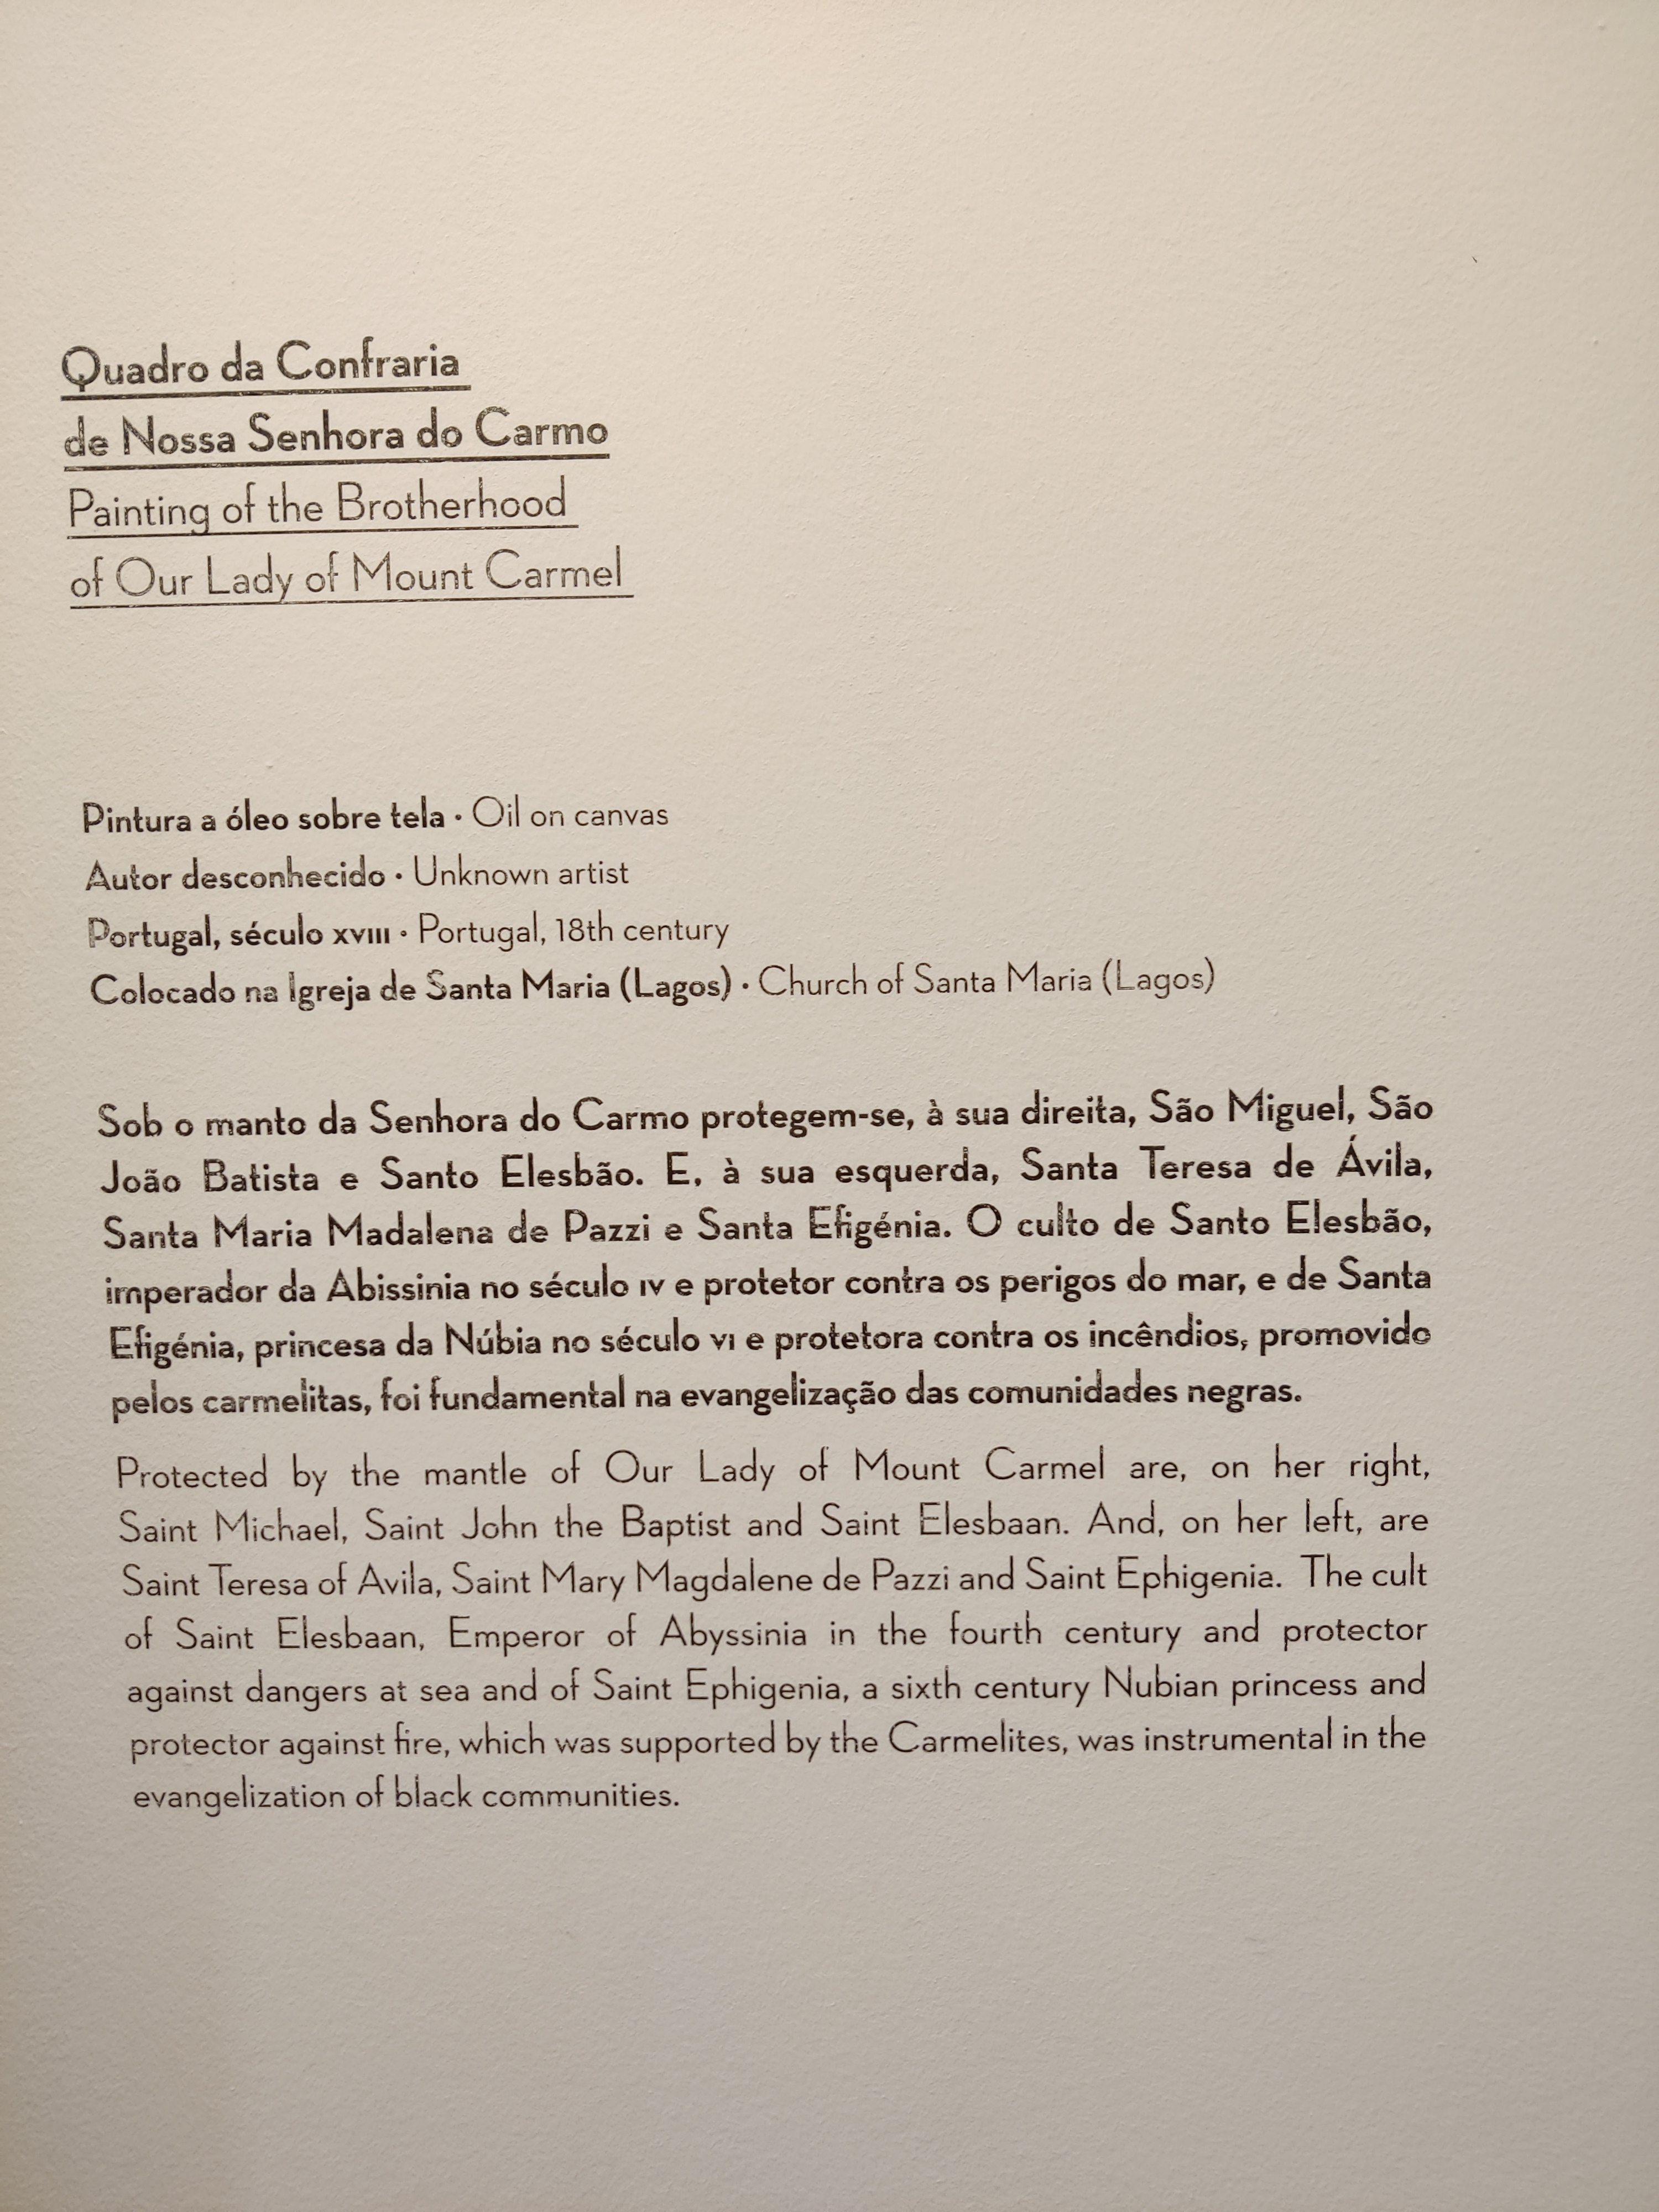 Quadro da Confraria
de Nossa Senhora do Carmo
Painting of the Brotherhood
of Our Lady of Mount Carmel
Pintura a óleo sobre tela • Oil on canvas
Autor desconhecido • Unknown artist
Portugal, século XVIII • Portugal, 18th century
Colocado na Igreja de Santa Maria (Lagos) • Church of Santa Maria (Lagos)
Sob o manto da Senhora do Carmo protegem-se, à sua direita, São Miguel, São
João Batista e Santo Elesbão. E, à sua esquerda, Santa Teresa de Ávila,
Santa Maria Madalena de Pazzi e Santa Efigénia. O culto de Santo Elesbão,
imperador da Abissinia no século IV e protetor contra os perigos do mar, e de Santa
Efigénia, princesa da Núbia no século VI e protetora contra os incêndios, promovido
pelos carmelitas, foi fundamental na evangelização das comunidades negras.
Protected by the mantle of Our Lady of Mount Carmel are, on her right,
Saint Michael, Saint John the Baptist and Saint Elesbaan. And, on her left, are
Saint Teresa of Avila, Saint Mary Magdalene de Pazzi and Saint Ephigenia. The cult
of Saint Elesbaan, Emperor of Abyssinia in the fourth century and protector
against dangers at sea and of Saint Ephigenia, a sixth century Nubian princess and
protector against fire, which was supported by the Carmelites, was instrumental in the
evangelization of black communities.